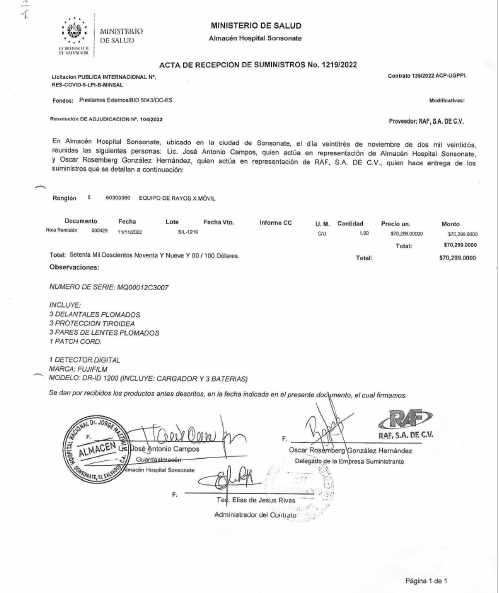 MINISTERIO DE SALUD
Almacén Hospital Sonsonate
MINISTERIO
DE SALUD
GOBIERNO DE
EL SALVADOR
ACTA DE RECEPCION DE SUMINISTROS No. 1219/2022
Licitacion PUBLICA INTERNACIONAL Nº.
RES-COVID-9-LPI-B-MINSAL
Contrato 136/2022 ACP-UGPPI.
Fondos: Prestamos Externos/BID 5043/OC-ES
Modificativas:
Resolución DE ADJUDICACION Nº. 104/2022
Proveedor: RAF, S.A. DE C.V.
En Almacén Hospital Sonsonate, ubicado en la ciudad de Sonsonate, el día veintitrés de noviembre de dos mil veintidós,
reunidas las siguientes personas: Lic. José Antonio Campos, quien actúa en representación de Almacén Hospital Sonsonate,
y Oscar Rosemberg González Hernández, quien actúa en representación de RAF, S.A. DE C.V., quien hace entrega de los
suministros que se detallan a continuación:
Renglón 5 60303360 EQUIPO DE RAYOS X MÓVIL
Documento Fecha Lote Fecha Vto. Informe CC U. M. Cantidad Precio un. Monto
Nota Remisión 000429 11/11/2022 S/L-1219 C/U 1.00 $70,299.00000 $70,299.0000
Total: $70,299.0000
Total: Setenta Mil Doscientos Noventa Y Nueve Y 00 / 100 Dólares. Total: $70,299.0000
Observaciones:
NUMERO DE SERIE: MQ00012C3007
INCLUYE:
3 DELANTALES PLOMADOS
3 PROTECCION TIROIDEA
3 PARES DE LENTES PLOMADOS
1 PATCH CORD.
1 DETECTOR DIGITAL
MARCA: FUJIFILM
MODELO: DR-ID 1200 (INCLUYE: CARGADOR Y 3 BATERIAS)
Se dan por recibidos los productos antes descritos, en la fecha indicada en el presente documento, el cual firmamos.
HOSPITAL NACIONAL DR. JORGE
ALMACEN
SONSONATE, EL SALVADOR
F.
Lic. José Antonio Campos
Guardalmacén
Almacén Hospital Sonsonate
RAF
RAF, S.A. DE C.V.
F.
Oscar Rosemberg González Hernández
Delegado de la Empresa Suministrante
F.
Tec. Elias de Jesus Rivas
Administrador del Contrato
Página 1 de 1